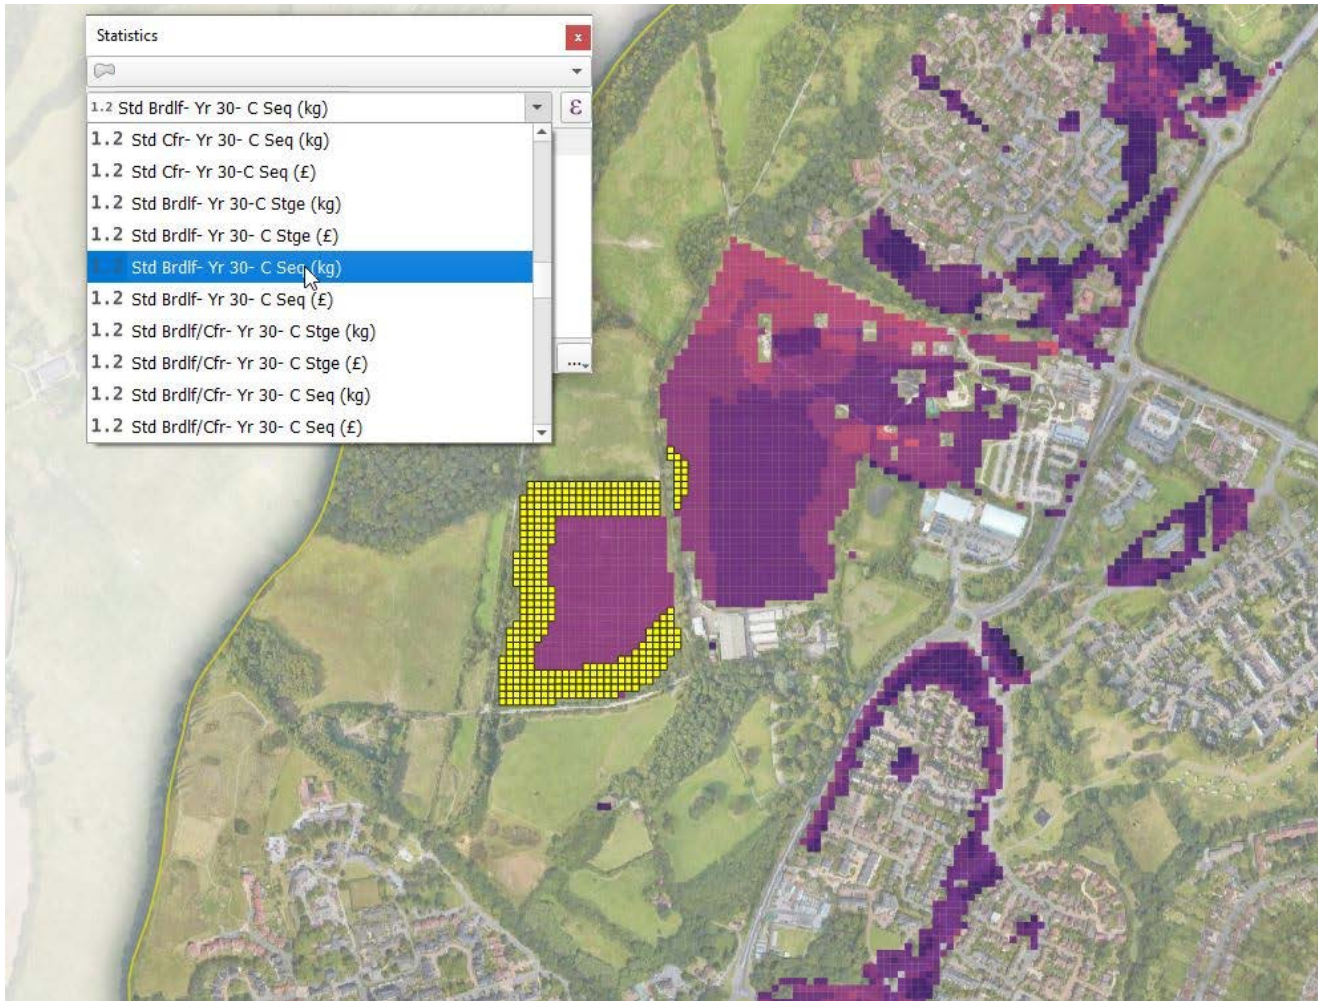 Statistics
x
1.2 Std Brdlf- Yr 30- C Seq (kg)
ε
1.2 Std Cfr- Yr 30- C Seq (kg)
1.2 Std Cfr- Yr 30-C Seq (£)
1.2 Std Brdlf- Yr 30-C Stge (kg)
1.2 Std Brdlf- Yr 30- C Stge (£)
Std Brdlf- Yr 30- C Seq (kg)
1.2 Std Brdlf- Yr 30- C Seq (£)
1.2 Std Brdlf/Cfr- Yr 30- C Stge (kg)
1.2 Std Brdlf/Cfr- Yr 30- C Stge (£)
...
1.2 Std Brdlf/Cfr- Yr 30- C Seq (kg)
1.2 Std Brdlf/Cfr- Yr 30- C Seq (£)